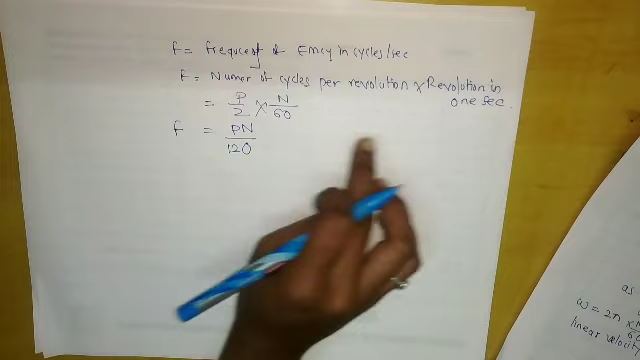 f = frequency of Emf in cycles/sec
f = Numer of cycles per revolution × Revolution in
one sec.
= P/2 × N/60
f = PN/120
as
ω = 2π
linear velocity